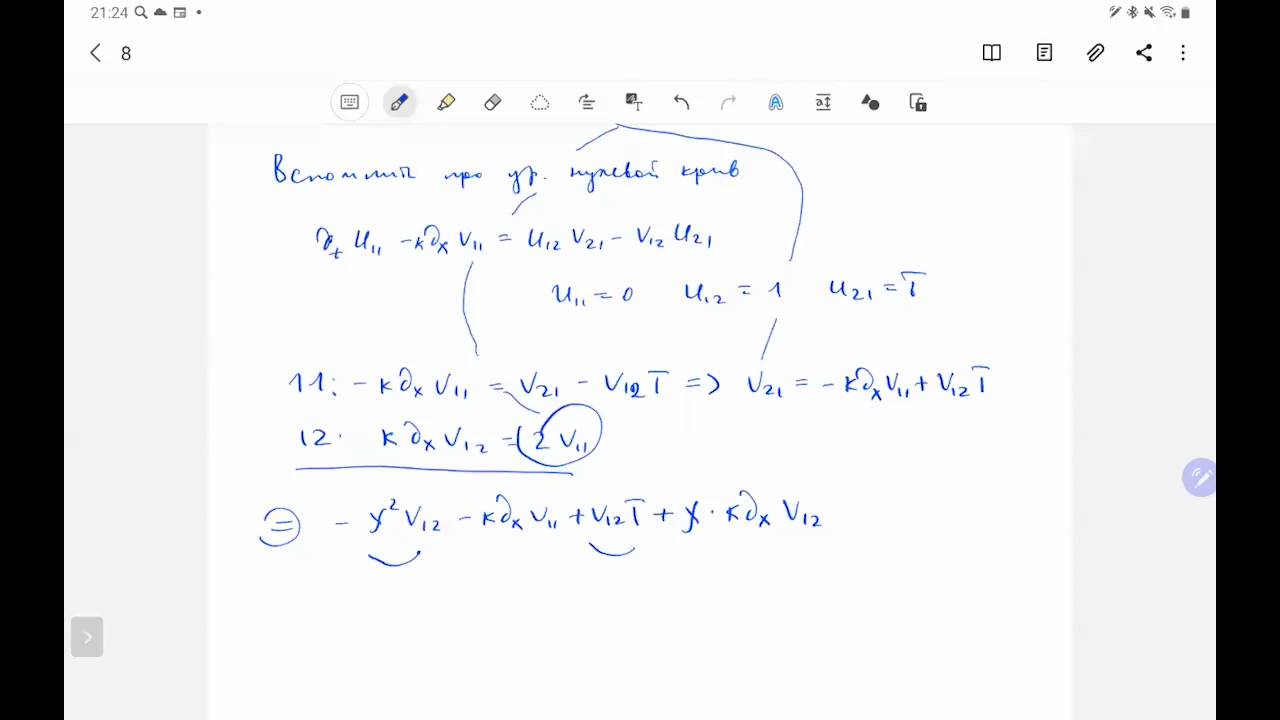 21:24
8
Вспомним про ур. нулевой крив
∂ₜ U₁₁ - κ∂ₓ V₁₁ = U₁₂ V₂₁ - V₁₂ U₂₁
U₁₁ = 0 U₁₂ = 1 U₂₁ = T
11: - κ∂ₓ V₁₁ = V₂₁ - V₁₂ T => V₂₁ = - κ∂ₓ V₁₁ + V₁₂ T
12. κ∂ₓ V₁₂ = 2 V₁₁
= - y² V₁₂ - κ∂ₓ V₁₁ + V₁₂ T + y · κ∂ₓ V₁₂